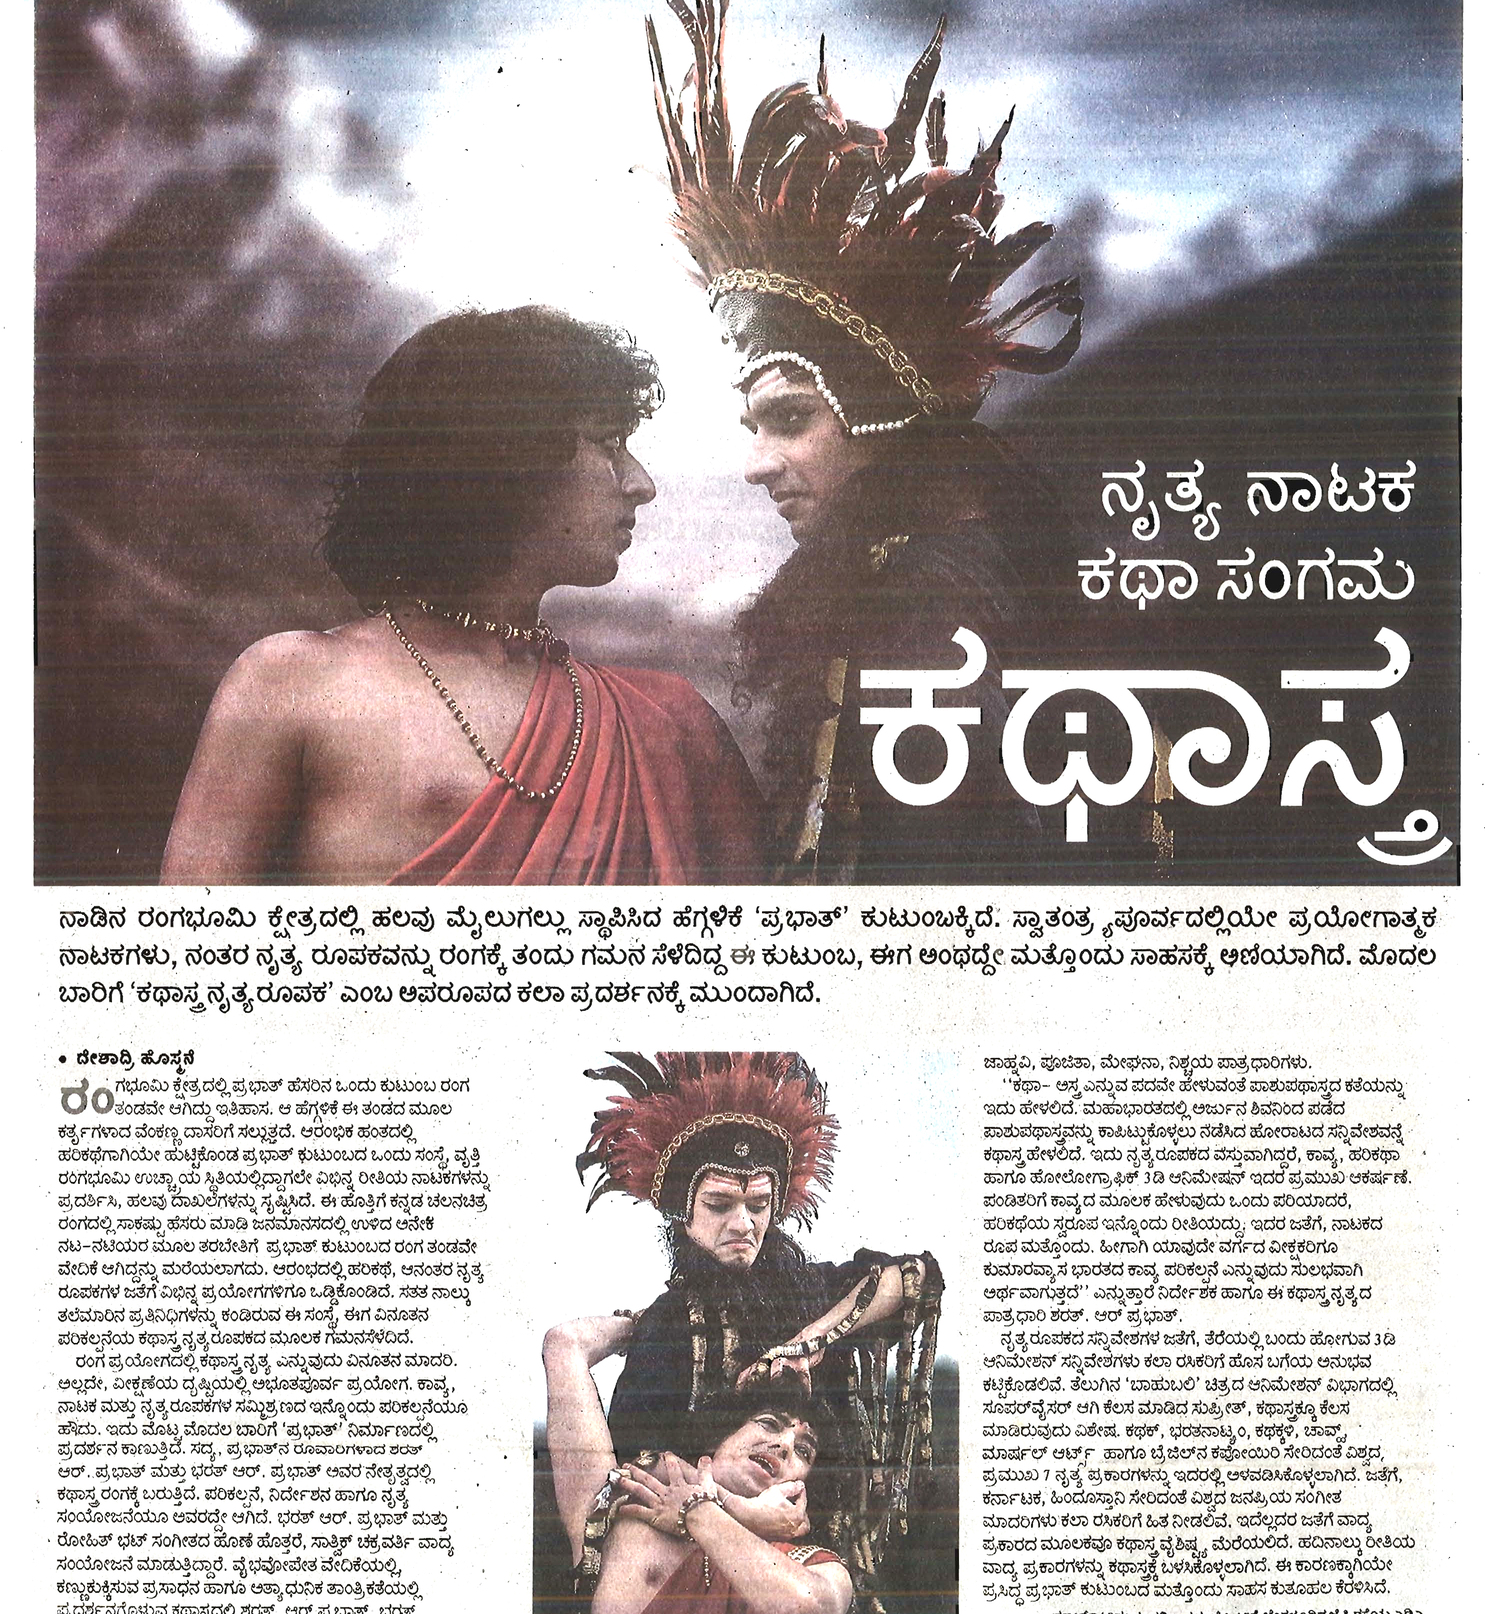 ನೃತ್ಯ ನಾಟಕ
ಕಥಾ ಸಂಗಮ
ಕಥಾಸ್ತ್ರ
ನಾಡಿನ ರಂಗಭೂಮಿ ಕ್ಷೇತ್ರದಲ್ಲಿ ಹಲವು ಮೈಲುಗಲ್ಲು ಸ್ಥಾಪಿಸಿದ ಹೆಗ್ಗಳಿಕೆ ‘ಪ್ರಭಾತ್’ ಕುಟುಂಬಕ್ಕಿದೆ. ಸ್ವಾತಂತ್ರ್ಯಪೂರ್ವದಲ್ಲಿಯೇ ಪ್ರಯೋಗಾತ್ಮಕ
ನಾಟಕಗಳು, ನಂತರ ನೃತ್ಯ ರೂಪಕವನ್ನು ರಂಗಕ್ಕೆ ತಂದು ಗಮನ ಸೆಳೆದಿದ್ದ ಈ ಕುಟುಂಬ, ಈಗ ಅಂಥದ್ದೇ ಮತ್ತೊಂದು ಸಾಹಸಕ್ಕೆ ಅಣಿಯಾಗಿದೆ. ಮೊದಲ
ಬಾರಿಗೆ ‘ಕಥಾಸ್ತ್ರ ನೃತ್ಯರೂಪಕ’ ಎಂಬ ಅಪರೂಪದ ಕಲಾ ಪ್ರದರ್ಶನಕ್ಕೆ ಮುಂದಾಗಿದೆ.
• ದೇಶಾದ್ರಿ ಹೊಸ್ಮನೆ
ರಂಗಭೂಮಿ ಕ್ಷೇತ್ರದಲ್ಲಿ ಪ್ರಭಾತ್ ಹೆಸರಿನ ಒಂದು ಕುಟುಂಬ ರಂಗ
ತಂಡವೇ ಆಗಿದ್ದು ಇತಿಹಾಸ. ಆ ಹೆಗ್ಗಳಿಕೆ ಈ ತಂಡದ ಮೂಲ
ಕರ್ತೃಗಳಾದ ವೆಂಕಣ್ಣ ದಾಸರಿಗೆ ಸಲ್ಲುತ್ತದೆ. ಆರಂಭಿಕ ಹಂತದಲ್ಲಿ
ಹರಿಕಥೆಗಾಗಿಯೇ ಹುಟ್ಟಿಕೊಂಡ ಪ್ರಭಾತ್ ಕುಟುಂಬದ ಒಂದು ಸಂಸ್ಥೆ, ವೃತ್ತಿ
ರಂಗಭೂಮಿ ಉಚ್ಛ್ರಾಯ ಸ್ಥಿತಿಯಲ್ಲಿದ್ದಾಗಲೇ ವಿಭಿನ್ನ ರೀತಿಯ ನಾಟಕಗಳನ್ನು
ಪ್ರದರ್ಶಿಸಿ, ಹಲವು ದಾಖಲೆಗಳನ್ನು ಸೃಷ್ಟಿಸಿದೆ. ಈ ಹೊತ್ತಿಗೆ ಕನ್ನಡ ಚಲನಚಿತ್ರ
ರಂಗದಲ್ಲಿ ಸಾಕಷ್ಟು ಹೆಸರು ಮಾಡಿ ಜನಮಾನಸದಲ್ಲಿ ಉಳಿದ ಅನೇಕ
ನಟ-ನಟಿಯರ ಮೂಲ ತರಬೇತಿಗೆ ಪ್ರಭಾತ್ ಕುಟುಂಬದ ರಂಗ ತಂಡವೇ
ವೇದಿಕೆ ಆಗಿದ್ದನ್ನು ಮರೆಯಲಾಗದು. ಆರಂಭದಲ್ಲಿ ಹರಿಕಥೆ, ಆನಂತರ ನೃತ್ಯ
ರೂಪಕಗಳ ಜತೆಗೆ ವಿಭಿನ್ನ ಪ್ರಯೋಗಗಳಿಗೂ ಒಡ್ಡಿಕೊಂಡಿದೆ. ಸತತ ನಾಲ್ಕು
ತಲೆಮಾರಿನ ಪ್ರತಿನಿಧಿಗಳನ್ನು ಕಂಡಿರುವ ಈ ಸಂಸ್ಥೆ, ಈಗ ವಿನೂತನ
ಪರಿಕಲ್ಪನೆಯ ಕಥಾಸ್ತ್ರ ನೃತ್ಯರೂಪಕದ ಮೂಲಕ ಗಮನಸೆಳೆದಿದೆ.
ರಂಗ ಪ್ರಯೋಗದಲ್ಲಿ ಕಥಾಸ್ತ್ರ ನೃತ್ಯ ಎನ್ನುವುದು ವಿನೂತನ ಮಾದರಿ.
ಅಲ್ಲದೇ, ವೀಕ್ಷಣೆಯ ದೃಷ್ಟಿಯಲ್ಲಿ ಅಭೂತಪೂರ್ವ ಪ್ರಯೋಗ. ಕಾವ್ಯ,
ನಾಟಕ ಮತ್ತು ನೃತ್ಯರೂಪಕಗಳ ಸಮ್ಮಿಶ್ರಣದ ಇನ್ನೊಂದು ಪರಿಕಲ್ಪನೆಯೂ
ಹೌದು. ಇದು ಮೊಟ್ಟ ಮೊದಲ ಬಾರಿಗೆ ‘ಪ್ರಭಾತ್’ ನಿರ್ಮಾಣದಲ್ಲಿ
ಪ್ರದರ್ಶನ ಕಾಣುತ್ತಿದೆ. ಸದ್ಯ, ಪ್ರಭಾತ್‌ನ ರೂವಾರಿಗಳಾದ ಶರತ್
ಆರ್. ಪ್ರಭಾತ್ ಮತ್ತು ಭರತ್ ಆರ್. ಪ್ರಭಾತ್ ಅವರ ನೇತೃತ್ವದಲ್ಲಿ
ಕಥಾಸ್ತ್ರ ರಂಗಕ್ಕೆ ಬರುತ್ತಿದೆ. ಪರಿಕಲ್ಪನೆ, ನಿರ್ದೇಶನ ಹಾಗೂ ನೃತ್ಯ
ಸಂಯೋಜನೆಯೂ ಅವರದ್ದೇ ಆಗಿದೆ. ಭರತ್ ಆರ್. ಪ್ರಭಾತ್ ಮತ್ತು
ರೋಹಿತ್ ಭಟ್ ಸಂಗೀತದ ಹೊಣೆ ಹೊತ್ತರೆ, ಸಾತ್ವಿಕ್ ಚಕ್ರವರ್ತಿ ವಾದ್ಯ
ಸಂಯೋಜನೆ ಮಾಡುತ್ತಿದ್ದಾರೆ. ವೈಭವೋಪೇತ ವೇದಿಕೆಯಲ್ಲಿ,
ಕಣ್ಣುಕುಕ್ಕಿಸುವ ಪ್ರಸಾಧನ ಹಾಗೂ ಅತ್ಯಾಧುನಿಕ ತಾಂತ್ರಿಕತೆಯಲ್ಲಿ
ಪ್ರದರ್ಶನಗೊಳ್ಳುವ ಕಥಾಸ್ತ್ರದಲ್ಲಿ ಶರತ್. ಆರ್ ಪ್ರಭಾತ್, ಭರತ್
ಜಾಹ್ನವಿ, ಪೂಜಿತಾ, ಮೇಘನಾ, ನಿಶ್ಚಯ ಪಾತ್ರಧಾರಿಗಳು.
‘‘ಕಥಾ- ಅಸ್ತ್ರ ಎನ್ನುವ ಪದವೇ ಹೇಳುವಂತೆ ಪಾಶುಪಥಾಸ್ತ್ರದ ಕತೆಯನ್ನು
ಇದು ಹೇಳಲಿದೆ. ಮಹಾಭಾರತದಲ್ಲಿ ಅರ್ಜುನ ಶಿವನಿಂದ ಪಡೆದ
ಪಾಶುಪಥಾಸ್ತ್ರವನ್ನು ಕಾಪಿಟ್ಟುಕೊಳ್ಳಲು ನಡೆಸಿದ ಹೋರಾಟದ ಸನ್ನಿವೇಶವನ್ನೆ
ಕಥಾಸ್ತ್ರ ಹೇಳಲಿದೆ. ಇದು ನೃತ್ಯರೂಪಕದ ವಸ್ತುವಾಗಿದ್ದರೆ, ಕಾವ್ಯ, ಹರಿಕಥಾ
ಹಾಗೂ ಹೋಲೋಗ್ರಾಫಿಕ್ 3ಡಿ ಆನಿಮೇಷನ್ ಇದರ ಪ್ರಮುಖ ಆಕರ್ಷಣೆ.
ಪಂಡಿತರಿಗೆ ಕಾವ್ಯದ ಮೂಲಕ ಹೇಳುವುದು ಒಂದು ಪರಿಯಾದರೆ,
ಹರಿಕಥೆಯ ಸ್ವರೂಪ ಇನ್ನೊಂದು ರೀತಿಯದ್ದು. ಇದರ ಜತೆಗೆ, ನಾಟಕದ
ರೂಪ ಮತ್ತೊಂದು. ಹೀಗಾಗಿ ಯಾವುದೇ ವರ್ಗದ ವೀಕ್ಷಕರಿಗೂ
ಕುಮಾರವ್ಯಾಸ ಭಾರತದ ಕಾವ್ಯ ಪರಿಕಲ್ಪನೆ ಎನ್ನುವುದು ಸುಲಭವಾಗಿ
ಅರ್ಥವಾಗುತ್ತದೆ’’ ಎನ್ನುತ್ತಾರೆ ನಿರ್ದೇಶಕ ಹಾಗೂ ಈ ಕಥಾಸ್ತ್ರ ನೃತ್ಯದ
ಪಾತ್ರಧಾರಿ ಶರತ್. ಆರ್ ಪ್ರಭಾತ್.
ನೃತ್ಯರೂಪಕದ ಸನ್ನಿವೇಶಗಳ ಜತೆಗೆ, ತೆರೆಯಲ್ಲಿ ಬಂದು ಹೋಗುವ 3ಡಿ
ಆನಿಮೇಶನ್ ಸನ್ನಿವೇಶಗಳು ಕಲಾ ರಸಿಕರಿಗೆ ಹೊಸ ಬಗೆಯ ಅನುಭವ
ಕಟ್ಟಿಕೊಡಲಿವೆ. ತೆಲುಗಿನ ‘ಬಾಹುಬಲಿ’ ಚಿತ್ರದ ಆನಿಮೇಶನ್ ವಿಭಾಗದಲ್ಲಿ
ಸೂಪರ್‌ವೈಸರ್ ಆಗಿ ಕೆಲಸ ಮಾಡಿದ ಸುಪ್ರೀತ್, ಕಥಾಸ್ತ್ರಕ್ಕೂ ಕೆಲಸ
ಮಾಡಿರುವುದು ವಿಶೇಷ. ಕಥಕ್, ಭರತನಾಟ್ಯಂ, ಕಥಕ್ಕಳಿ, ಚಾವ್ಹ್,
ಮಾರ್ಷಲ್ ಆರ್ಟ್ಸ್ ಹಾಗೂ ಬ್ರೆಜಿಲ್‌ನ ಕಪೋಯಿರಿ ಸೇರಿದಂತೆ ವಿಶ್ವದ
ಪ್ರಮುಖ 7 ನೃತ್ಯ ಪ್ರಕಾರಗಳನ್ನು ಇದರಲ್ಲಿ ಅಳವಡಿಸಿಕೊಳ್ಳಲಾಗಿದೆ. ಜತೆಗೆ,
ಕರ್ನಾಟಕ, ಹಿಂದೂಸ್ತಾನಿ ಸೇರಿದಂತೆ ವಿಶ್ವದ ಜನಪ್ರಿಯ ಸಂಗೀತ
ಮಾದರಿಗಳು ಕಲಾ ರಸಿಕರಿಗೆ ಹಿತ ನೀಡಲಿವೆ. ಇದೆಲ್ಲದರ ಜತೆಗೆ ವಾದ್ಯ
ಪ್ರಕಾರದ ಮೂಲಕವೂ ಕಥಾಸ್ತ್ರ ವೈಶಿಷ್ಟ್ಯ ಮೆರೆಯಲಿದೆ. ಹದಿನಾಲ್ಕು ರೀತಿಯ
ವಾದ್ಯ ಪ್ರಕಾರಗಳನ್ನು ಕಥಾಸ್ತ್ರಕ್ಕೆ ಬಳಸಿಕೊಳ್ಳಲಾಗಿದೆ. ಈ ಕಾರಣಕ್ಕಾಗಿಯೇ
ಪ್ರಸಿದ್ಧ ಪ್ರಭಾತ್ ಕುಟುಂಬದ ಮತ್ತೊಂದು ಸಾಹಸ ಕುತೂಹಲ ಕೆರಳಿಸಿದೆ.